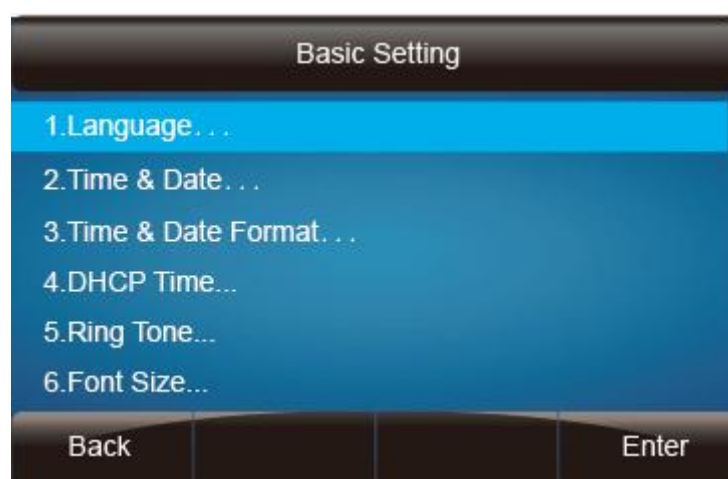 Basic Setting
1.Language...
2.Time & Date...
3.Time & Date Format...
4.DHCP Time...
5.Ring Tone...
6.Font Size...
Back Enter